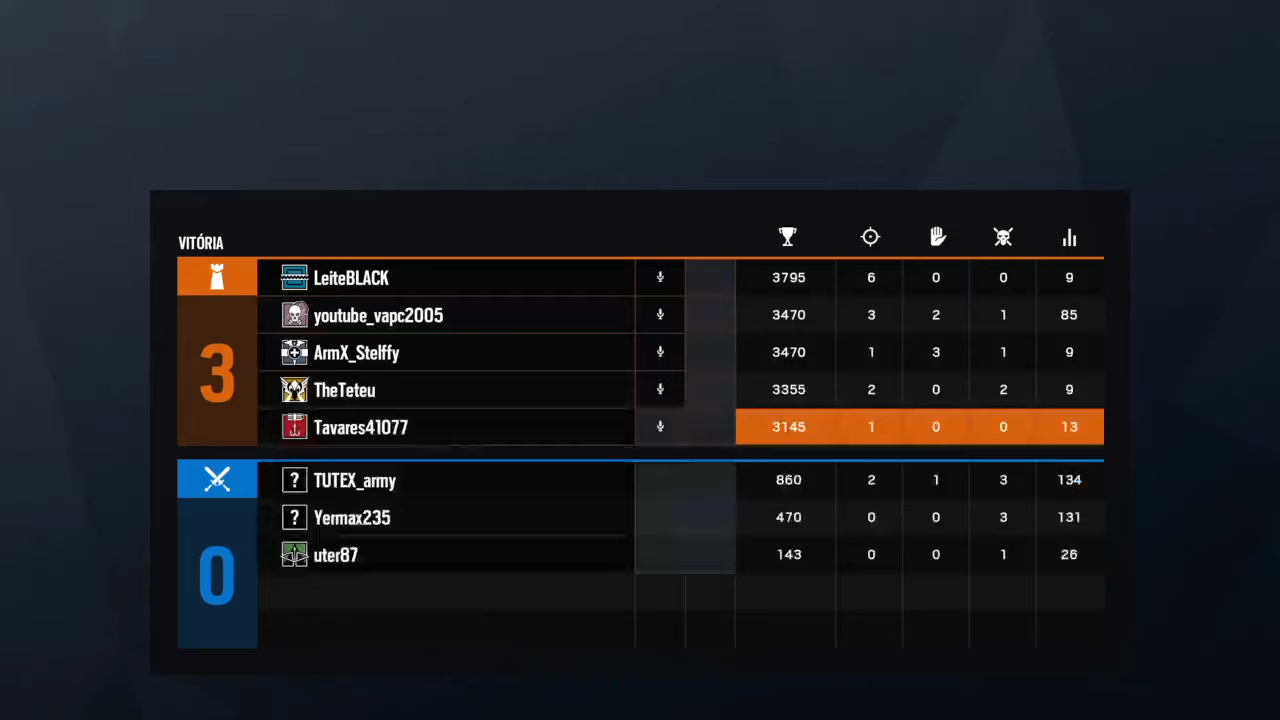 VITÓRIA
LeiteBLACK 3795 6 0 0 9
youtube_vapc2005 3470 3 2 1 85
3 ArmX_Stelffy 3470 1 3 1 9
TheTeteu 3355 2 0 2 9
Tavares41077 3145 1 0 0 13
? TUTEX_army 860 2 1 3 134
? Yermax235 470 0 0 3 131
0 uter87 143 0 0 1 26